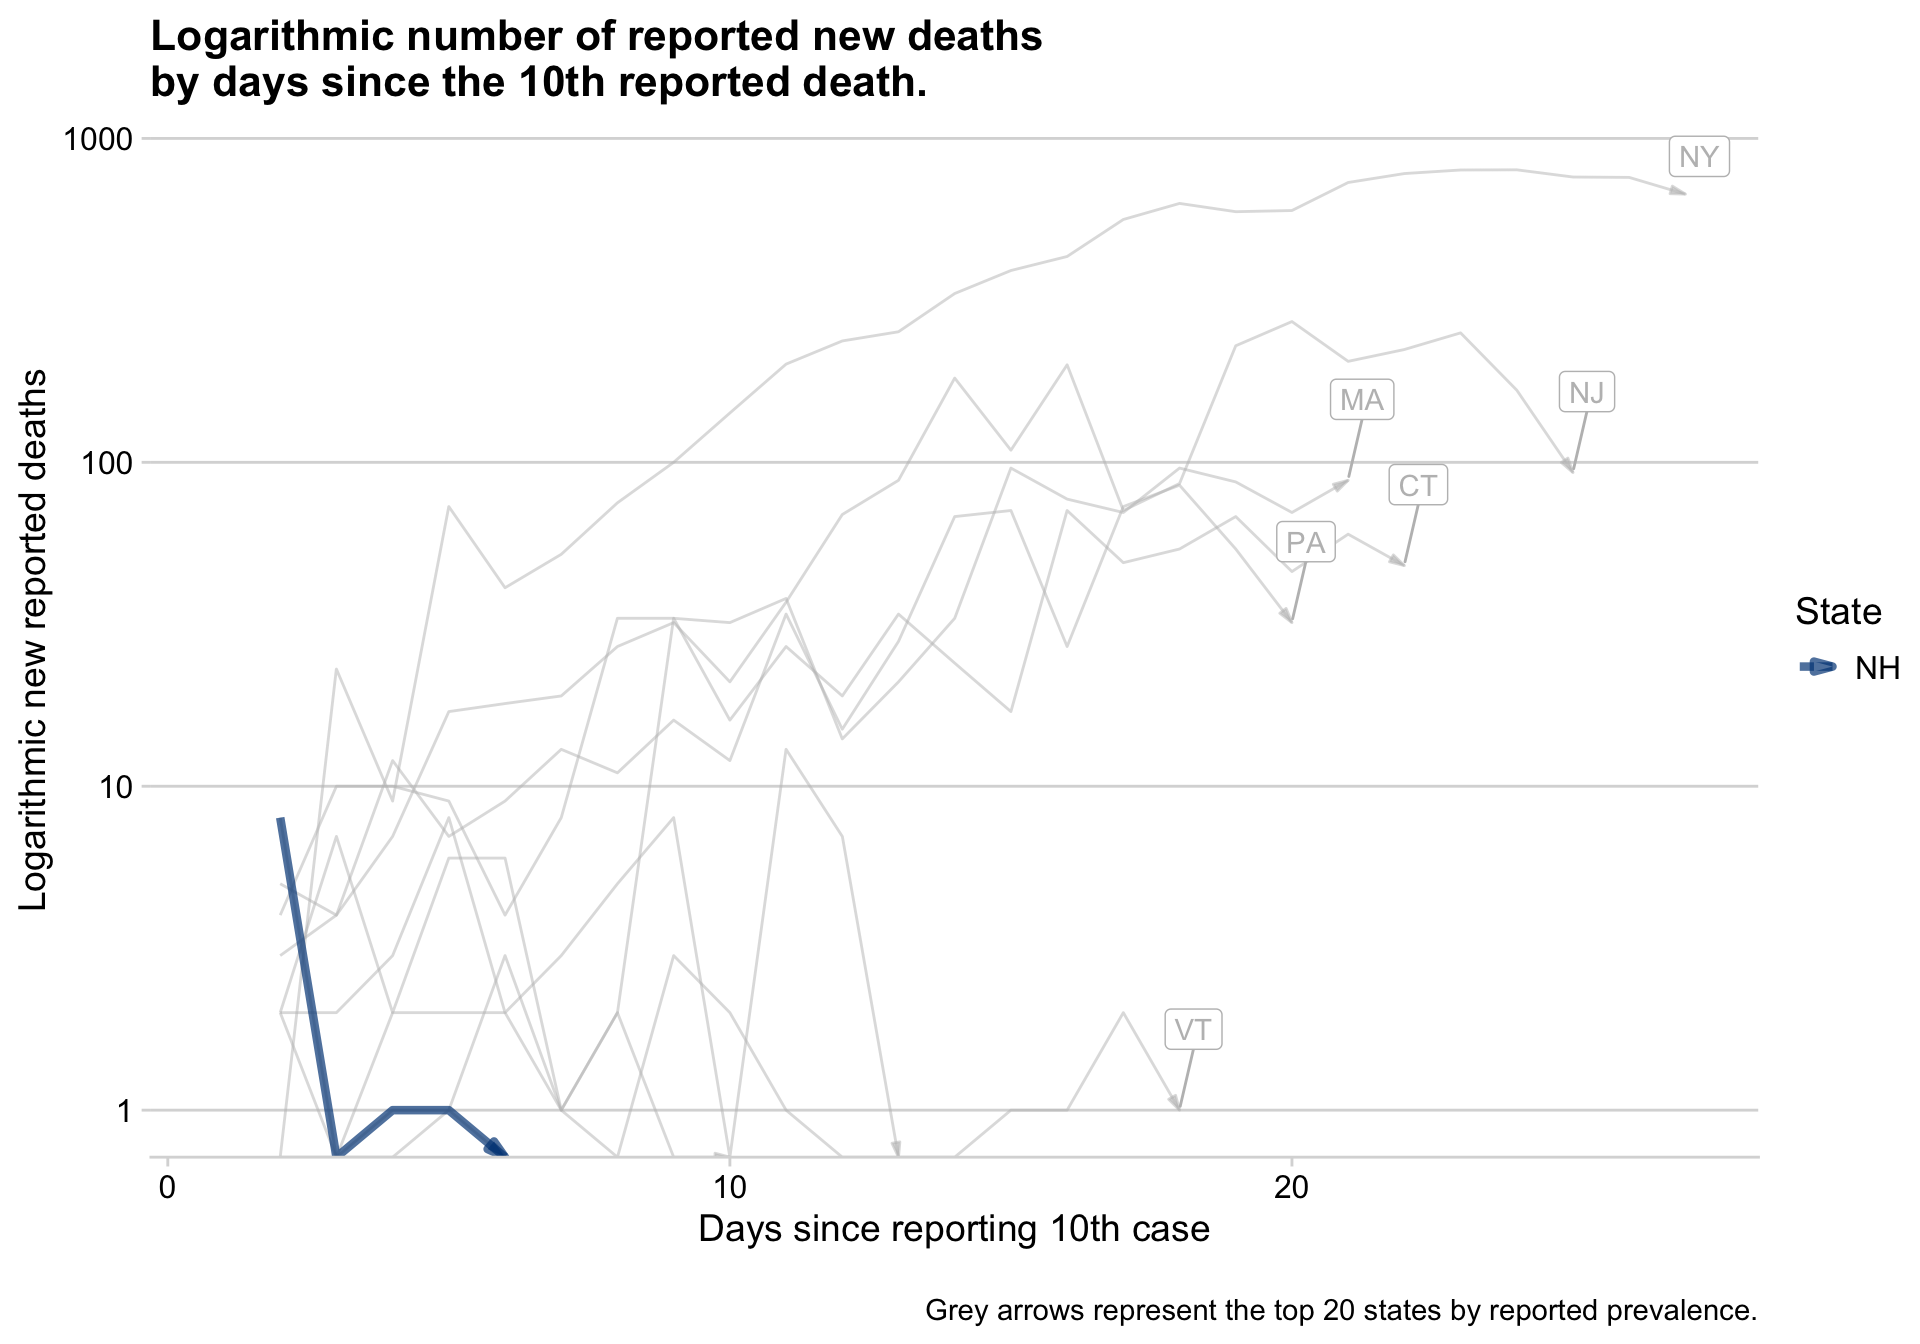 Logarithmic number of reported new deaths
by days since the 10th reported death.
Logarithmic new reported deaths
1000
100
10
1
NY
MA
NJ
CT
PA
VT
State
NH
0
10
20
Days since reporting 10th case
Grey arrows represent the top 20 states by reported prevalence.